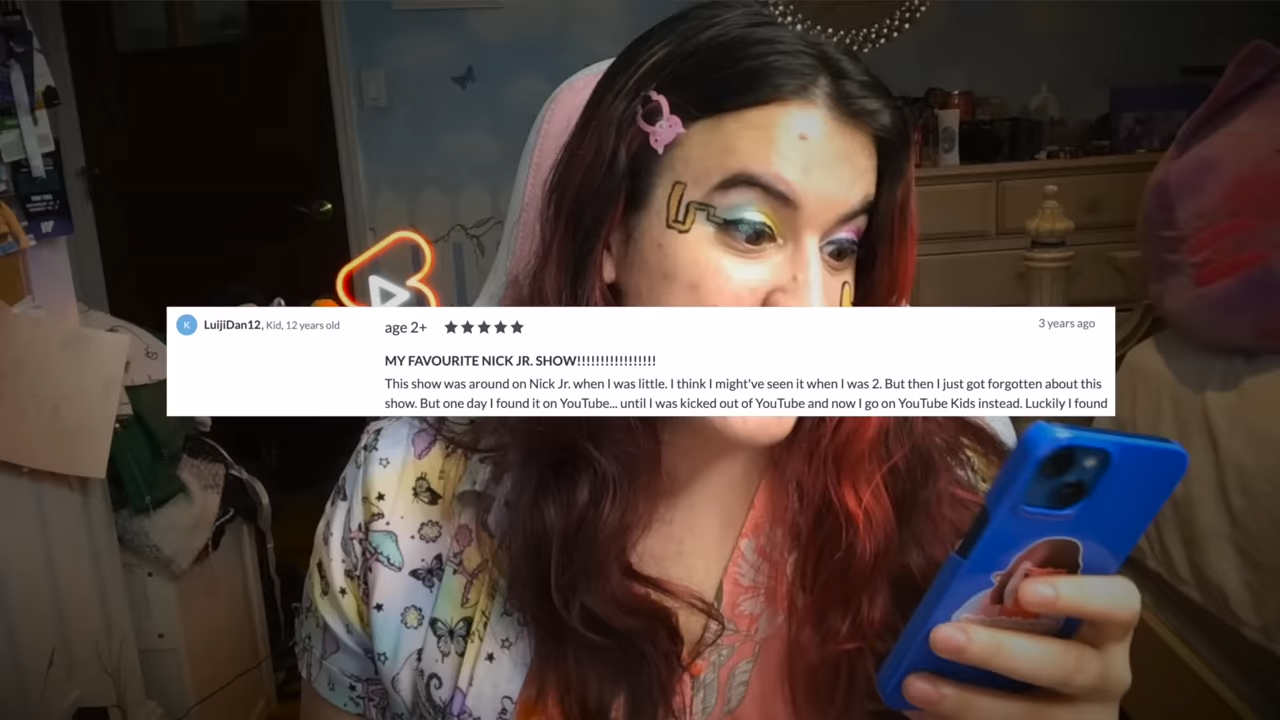 K LuijiDan12, Kid, 12 years old
age 2+ ★★★★★
3 years ago
MY FAVOURITE NICK JR. SHOW!!!!!!!!!!!!!!!!!
This show was around on Nick Jr. when I was little. I think I might've seen it when I was 2. But then I just got forgotten about this
show. But one day I found it on YouTube... until I was kicked out of YouTube and now I go on YouTube Kids instead. Luckily I found
VIP